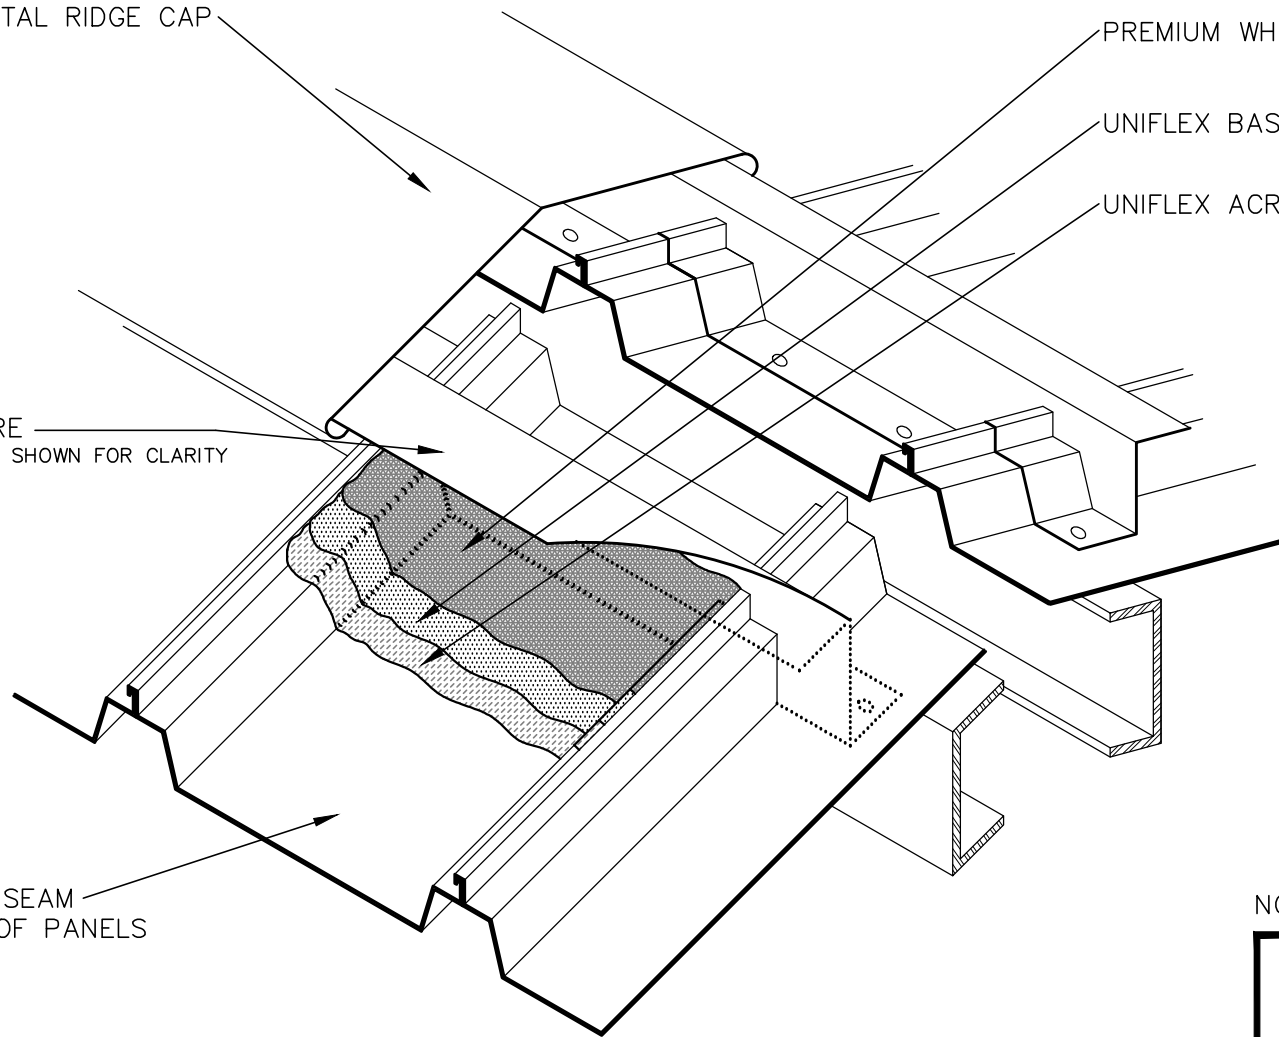 TAL RIDGE CAP
PREMIUM WH
UNIFLEX BAS
UNIFLEX ACR
RE
SHOWN FOR CLARITY
SEAM
OF PANELS
NO